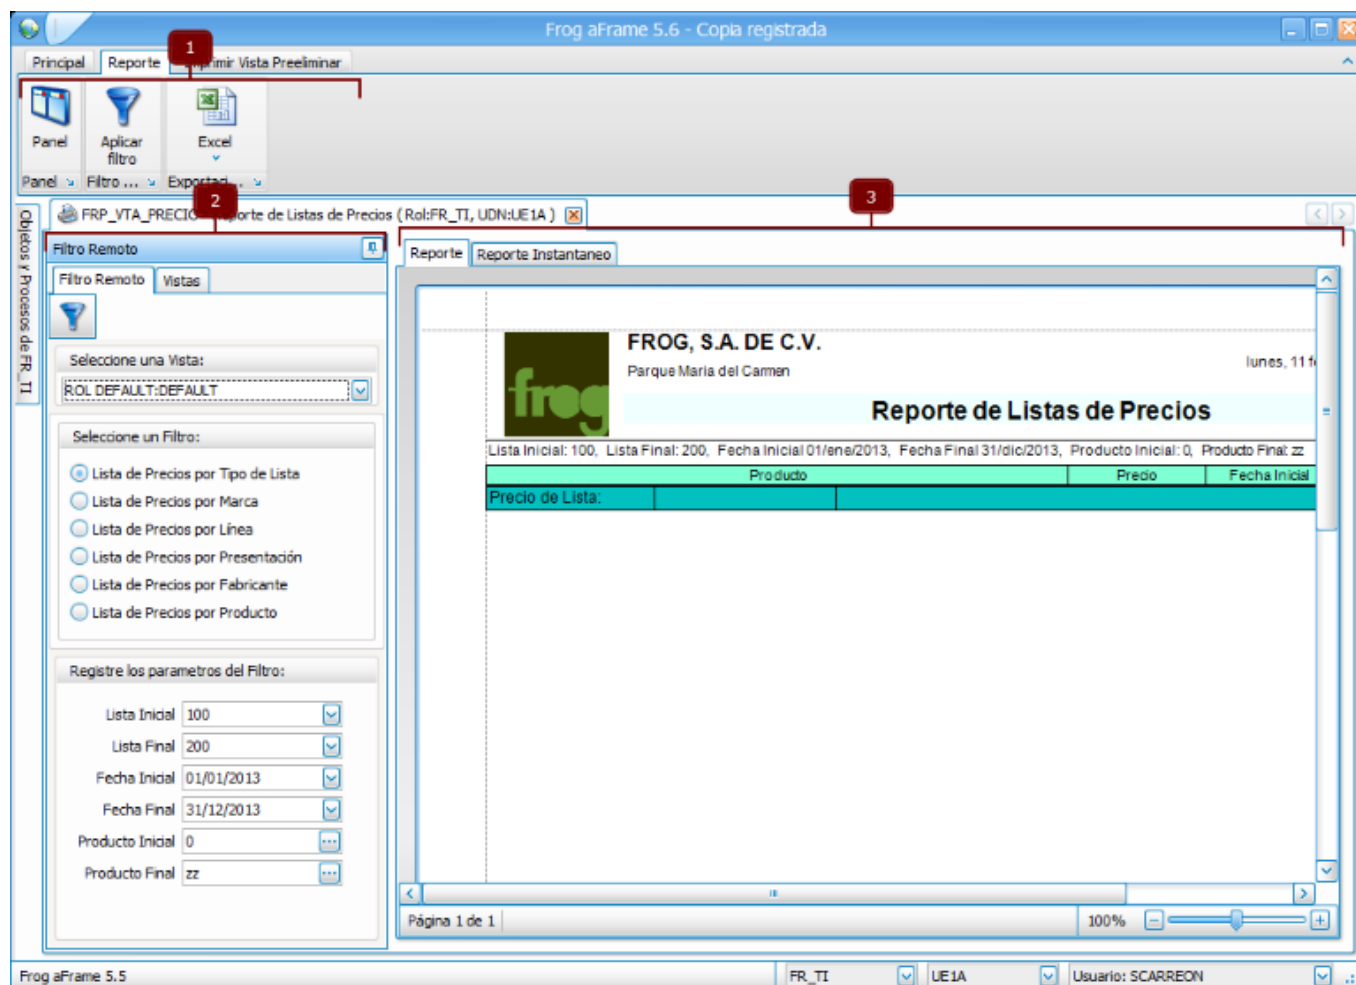 Frog aFrame 5.6 - Copia registrada
1
Principal Reporte Imprimir Vista Preeliminar
Panel Aplicar filtro Excel
Panel Filtro ... Exportaci...
2
3
FRP_VTA_PRECIO Reporte de Listas de Precios ( Rol:FR_TI, UDN:UE1A )
Objetos y Procesos de FR_TI
Filtro Remoto
Filtro Remoto Vistas
Seleccione una Vista:
ROL DEFAULT:DEFAULT
Seleccione un Filtro:
Lista de Precios por Tipo de Lista
Lista de Precios por Marca
Lista de Precios por Línea
Lista de Precios por Presentación
Lista de Precios por Fabricante
Lista de Precios por Producto
Registre los parametros del Filtro:
Lista Inicial 100
Lista Final 200
Fecha Inicial 01/01/2013
Fecha Final 31/12/2013
Producto Inicial 0
Producto Final zz
Reporte Reporte Instantaneo
frog
FROG, S.A. DE C.V.
Parque Maria del Carmen
lunes, 11 fe
Reporte de Listas de Precios
Lista Inicial: 100, Lista Final: 200, Fecha Inicial 01/ene/2013, Fecha Final 31/dic/2013, Producto Inicial: 0, Producto Final: zz
Producto Precio Fecha Inicial
Precio de Lista:
Página 1 de 1 100%
Frog aFrame 5.5 FR_TI UE1A Usuario: SCARREON